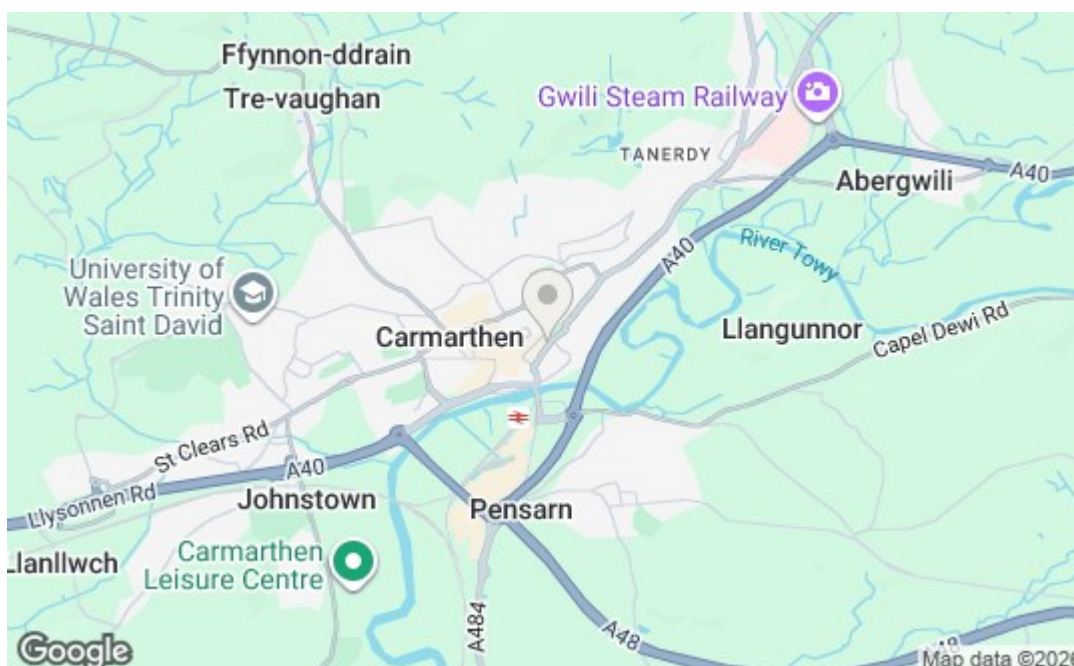 Ffynnon-ddrain
Tre-vaughan
Gwili Steam Railway
TANERDY
Abergwili
A40
River Towy
A40
University of
Wales Trinity
Saint David
Carmarthen
Llangunnor
Capel Dewi Rd
St Clears Rd
A40
Llysonnen Rd
Johnstown
Pensarn
Llanllwch
Carmarthen
Leisure Centre
A484
A48
A48
Google
Map data ©2026